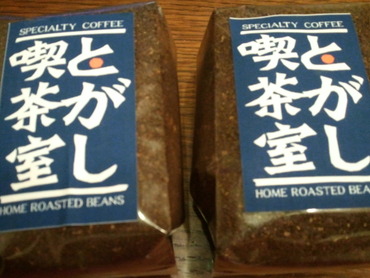 SPECIALTY COFFEE
とがし
喫茶室
HOME ROASTED BEANS
SPECIALTY COFFEE
とがし
喫茶室
HOME ROASTED BEA